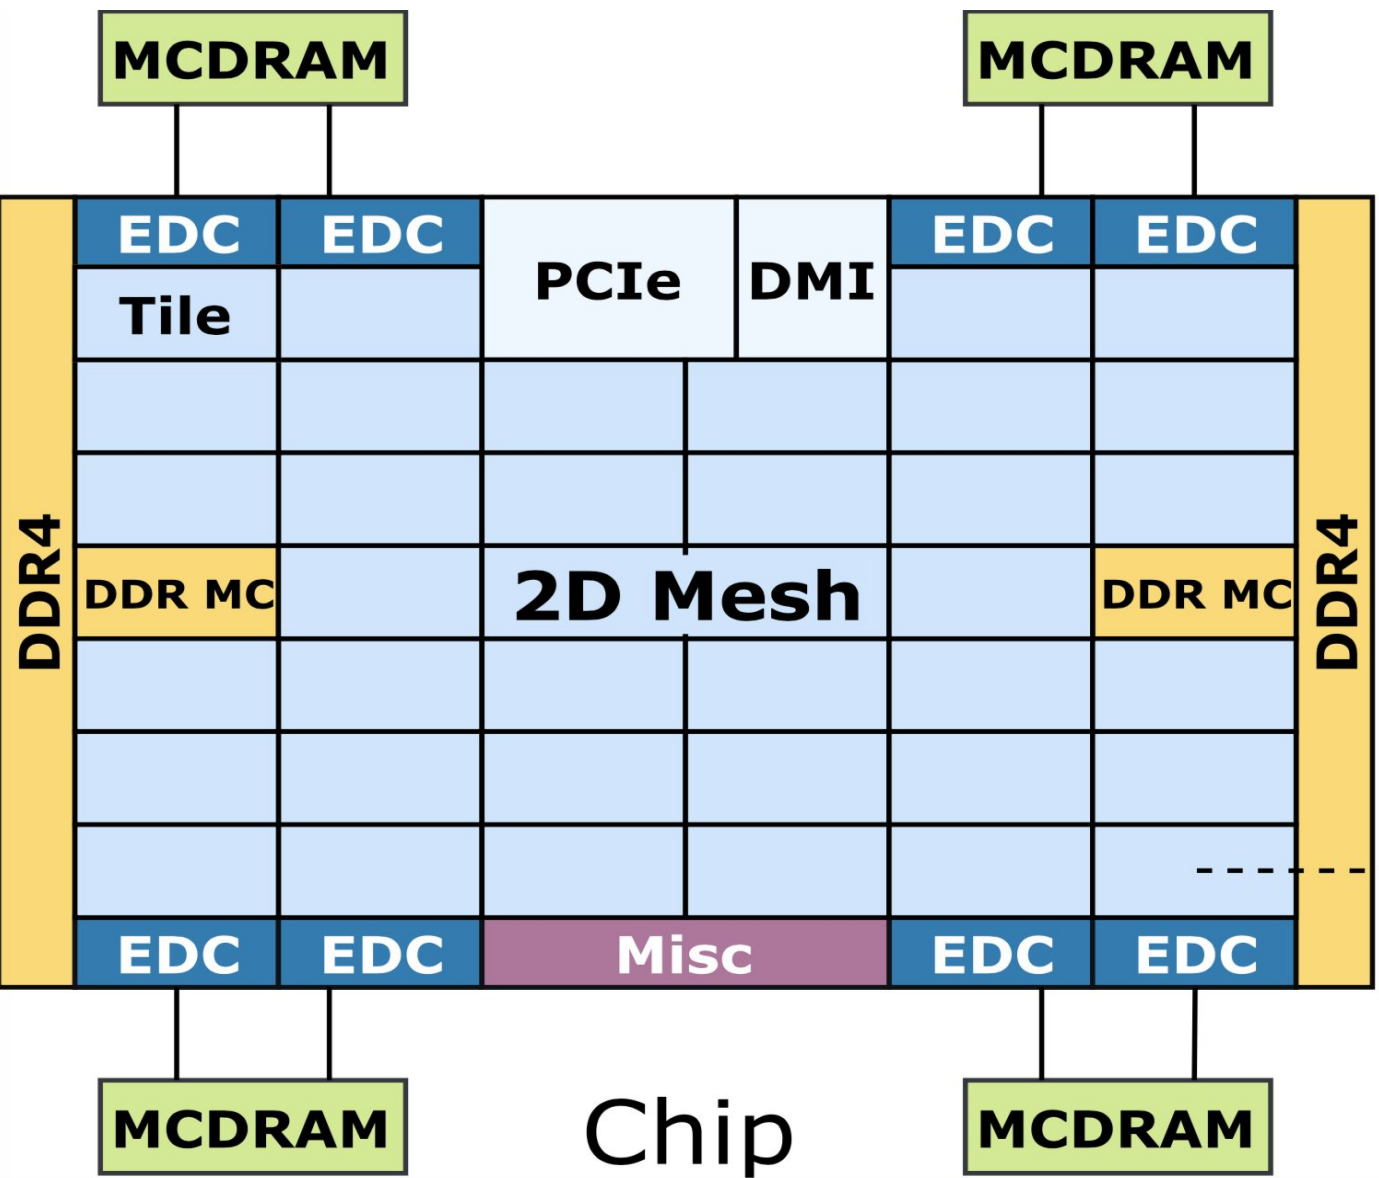 MCDRAM MCDRAM
EDC EDC PCIe DMI EDC EDC
Tile
DDR4 DDR MC 2D Mesh DDR MC DDR4
EDC EDC Misc EDC EDC
MCDRAM Chip MCDRAM